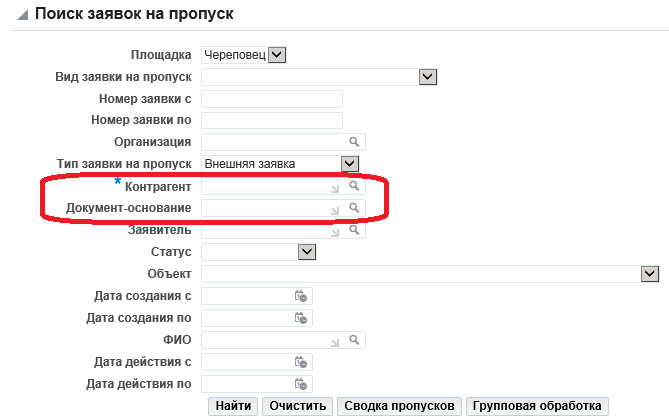 Поиск заявок на пропуск
Площадка Череповец
Вид заявки на пропуск
Номер заявки с
Номер заявки по
Организация
Тип заявки на пропуск Внешняя заявка
* Контрагент
Документ-основание
Заявитель
Статус
Объект
Дата создания с
Дата создания по
ФИО
Дата действия с
Дата действия по
Найти Очистить Сводка пропусков Групповая обработка